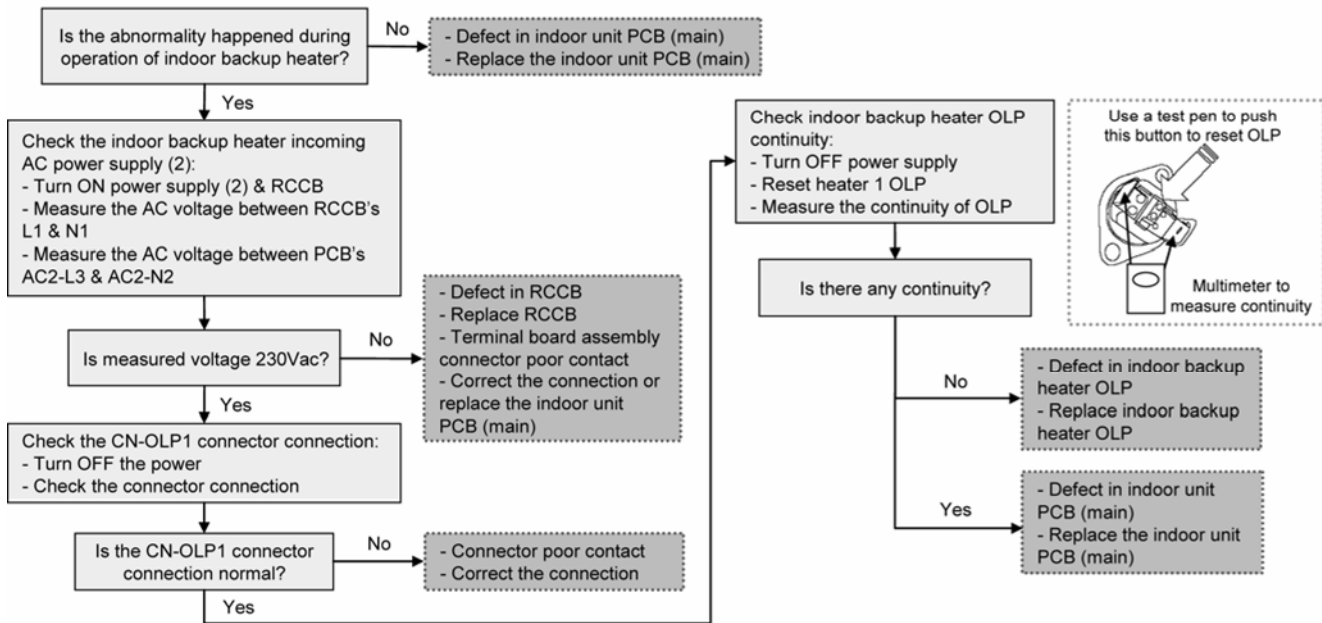 Is the abnormality happened during
operation of indoor backup heater?
No
- Defect in indoor unit PCB (main)
- Replace the indoor unit PCB (main)
Yes
Check the indoor backup heater incoming
AC power supply (2):
- Turn ON power supply (2) & RCCB
- Measure the AC voltage between RCCB's
L1 & N1
- Measure the AC voltage between PCB's
AC2-L3 & AC2-N2
Is measured voltage 230Vac?
No
- Defect in RCCB
- Replace RCCB
- Terminal board assembly
connector poor contact
- Correct the connection or
replace the indoor unit
PCB (main)
Yes
Check the CN-OLP1 connector connection:
- Turn OFF the power
- Check the connector connection
Is the CN-OLP1 connector
connection normal?
No
- Connector poor contact
- Correct the connection
Yes
Check indoor backup heater OLP
continuity:
- Turn OFF power supply
- Reset heater 1 OLP
- Measure the continuity of OLP
Use a test pen to push
this button to reset OLP
Multimeter to
measure continuity
Is there any continuity?
No
- Defect in indoor backup
heater OLP
- Replace indoor backup
heater OLP
Yes
- Defect in indoor unit
PCB (main)
- Replace the indoor unit
PCB (main)